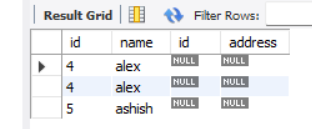 Result Grid Filter Rows:
id name id address
4 alex NULL NULL
4 alex NULL NULL
5 ashish NULL NULL